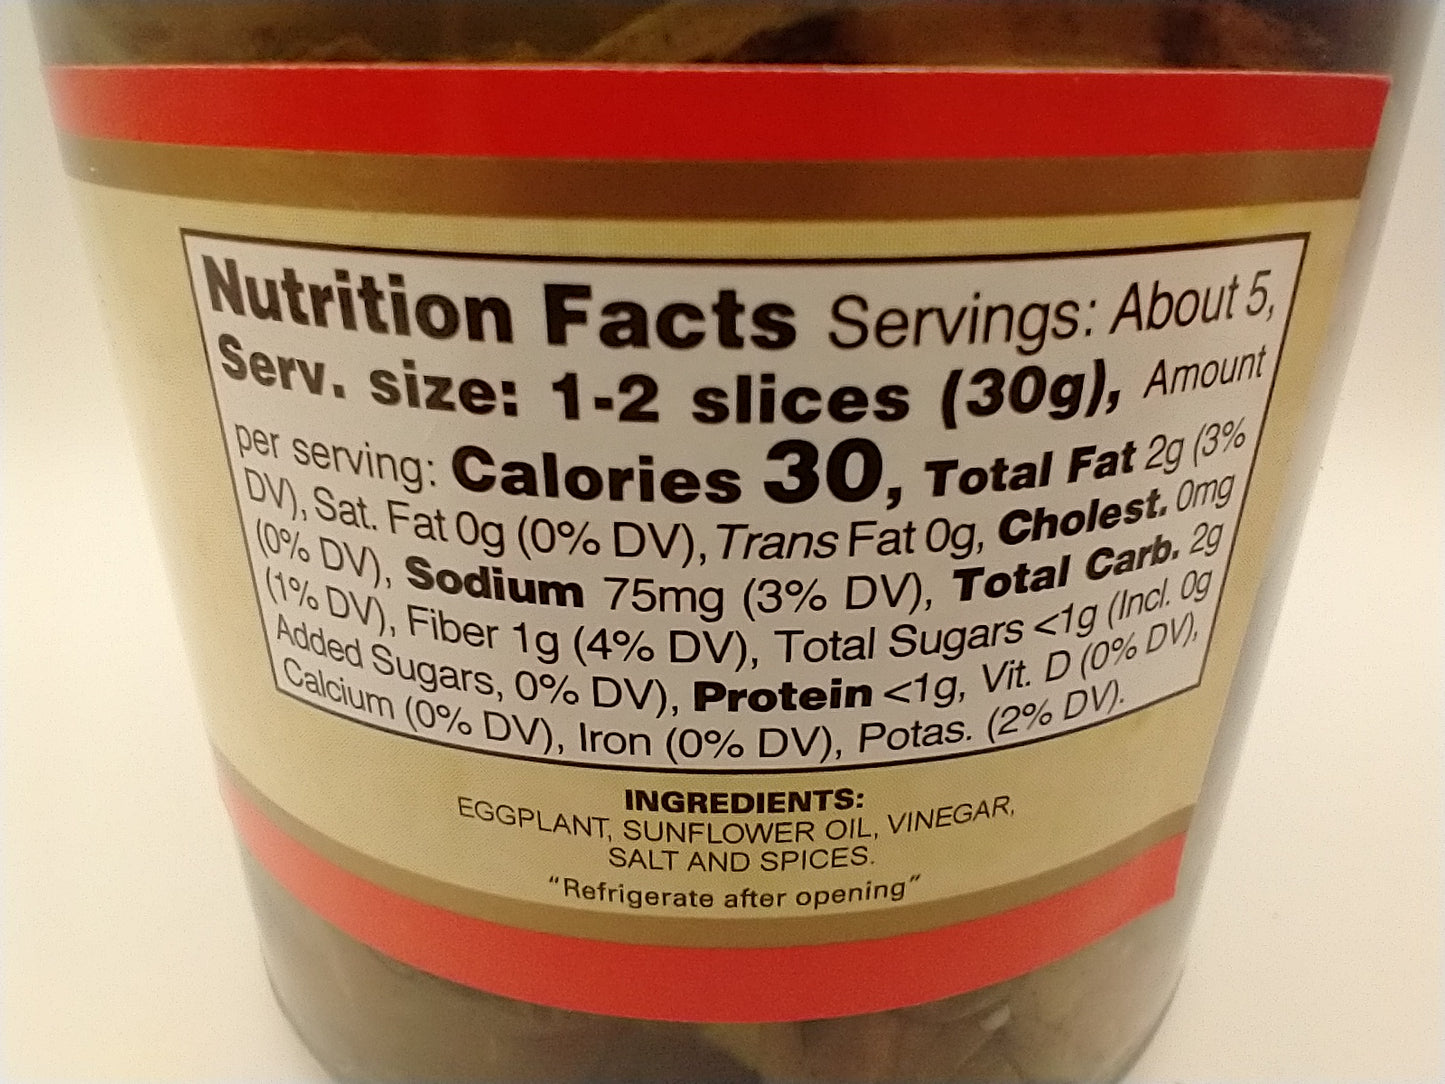 Nutrition Facts Servings: About 5,
Serv. size: 1-2 slices (30g), Amount
per serving: Calories 30, Total Fat 2g (3%
DV), Sat. Fat 0g (0% DV), Trans Fat 0g, Cholest. 0mg
(0% DV), Sodium 75mg (3% DV), Total Carb. 2g
(1% DV), Fiber 1g (4% DV), Total Sugars <1g (Incl. 0g
Added Sugars, 0% DV), Protein <1g, Vit. D (0% DV),
Calcium (0% DV), Iron (0% DV), Potas. (2% DV).
INGREDIENTS:
EGGPLANT, SUNFLOWER OIL, VINEGAR,
SALT AND SPICES.
"Refrigerate after opening"